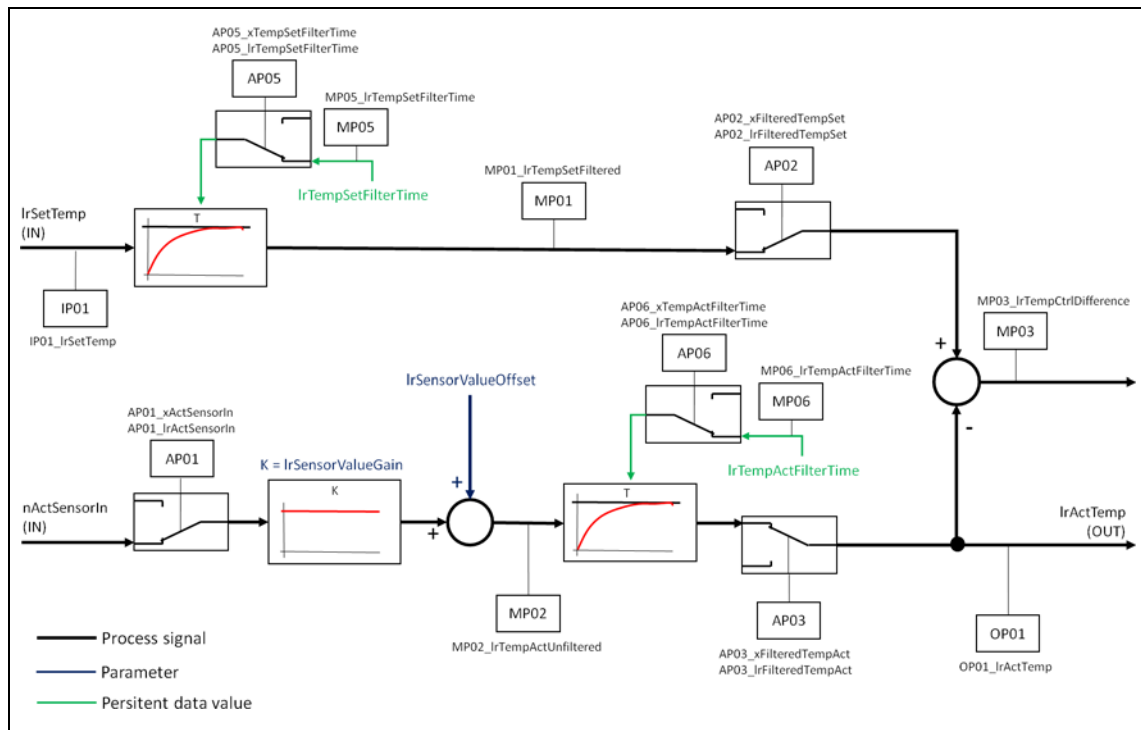 AP05_xTempSetFilterTime
AP05_lrTempSetFilterTime
AP05
MP05_lrTempSetFilterTime
MP05
lrTempSetFilterTime
lrSetTemp
(IN)
T
IP01
IP01_lrSetTemp
MP01_lrTempSetFiltered
MP01
AP02_xFilteredTempSet
AP02_lrFilteredTempSet
AP02
+
MP03_lrTempCtrlDifference
MP03
-
AP06_xTempActFilterTime
AP06_lrTempActFilterTime
AP06
MP06_lrTempActFilterTime
MP06
lrTempActFilterTime
lrSensorValueOffset
+
AP01_xActSensorIn
AP01_lrActSensorIn
AP01
K = lrSensorValueGain
K
nActSensorIn
(IN)
+
T
lrActTemp
(OUT)
MP02
MP02_lrTempActUnfiltered
AP03
AP03_xFilteredTempAct
AP03_lrFilteredTempAct
OP01
OP01_lrActTemp
Process signal
Parameter
Persitent data value